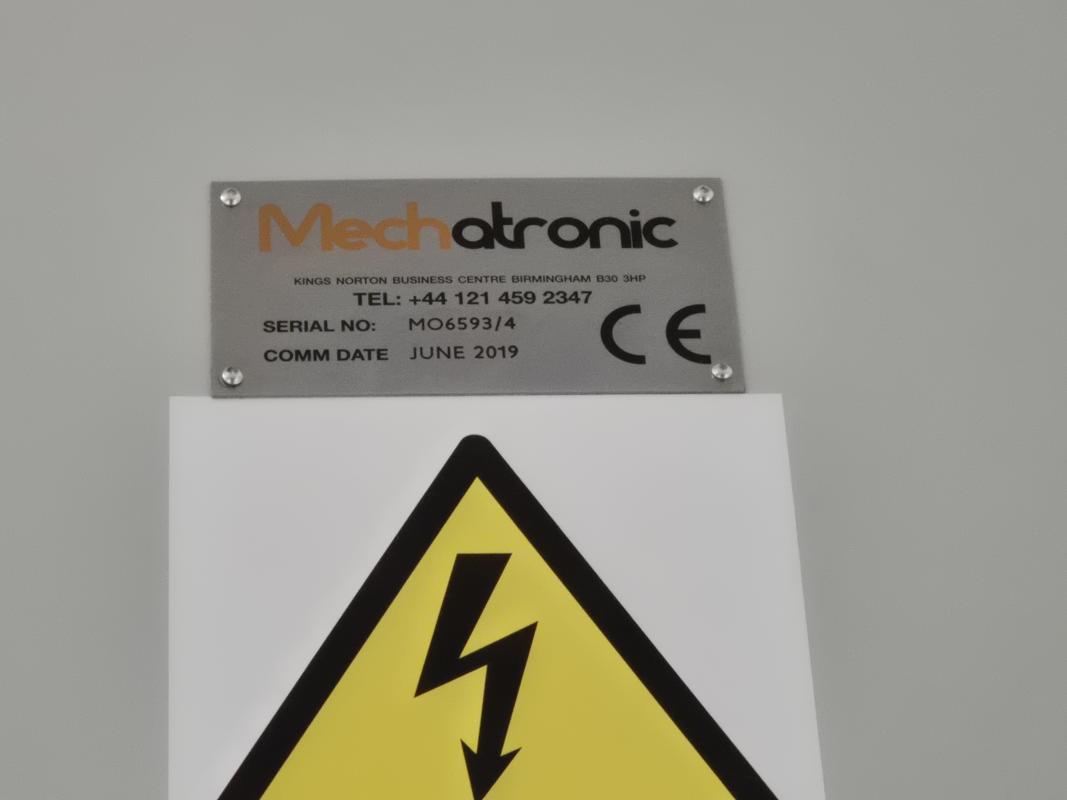 Mechatronic
KINGS NORTON BUSINESS CENTRE BIRMINGHAM B30 3HP
TEL: +44 121 459 2347
SERIAL NO: MO6593/4
COMM DATE JUNE 2019
CE